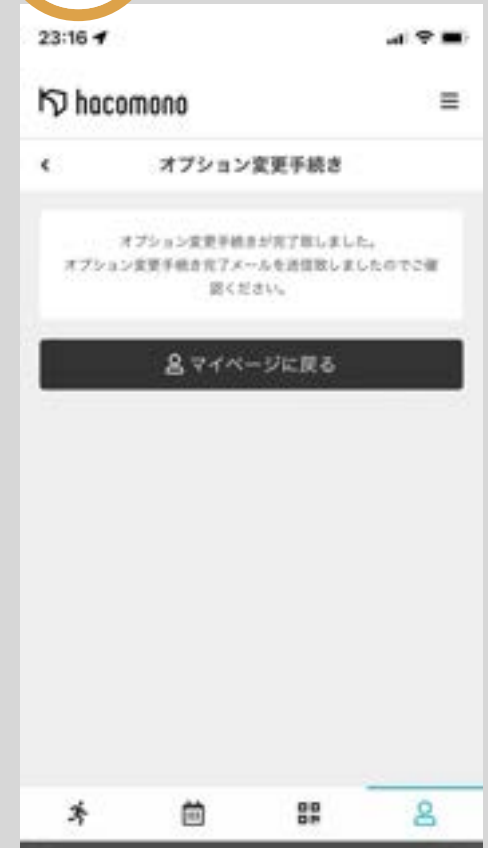 23:16
hacomono
オプション変更手続き
オプション変更手続きが完了致しました。
オプション変更手続き完了メールを送信致しましたのでご確
認ください。
マイページに戻る